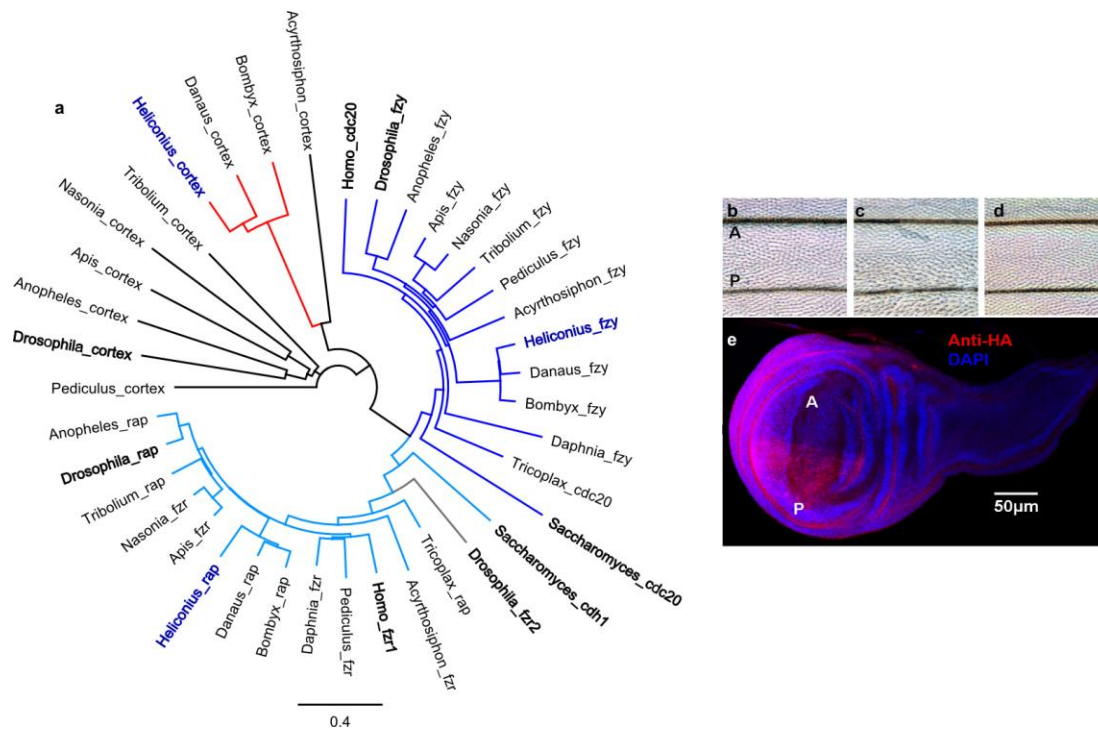 a
Acyrthosiphon_cortex
Bombyx_cortex
Danaus_cortex
Heliconius_cortex
Tribolium_cortex
Nasonia_cortex
Apis_cortex
Anopheles_cortex
Drosophila_cortex
Pediculus_cortex
Anopheles_rap
Drosophila_rap
Tribolium_rap
Nasonia_fzr
Apis_fzr
Heliconius_rap
Danaus_rap
Bombyx_rap
Daphnia_fzr
Pediculus_fzr
Homo_fzr1
Acyrthosiphon_fzr
Tricoplax_rap
Drosophila_fzr2
Saccharomyces_cdh1
Saccharomyces_cdc20
Tricoplax_cdc20
Daphnia_fzy
Bombyx_fzy
Danaus_fzy
Heliconius_fzy
Acyrthosiphon_fzy
Pediculus_fzy
Tribolium_fzy
Nasonia_fzy
Apis_fzy
Anopheles_fzy
Drosophila_fzy
Homo_cdc20
0.4
b
A
P
c
d
e
Anti-HA
DAPI
A
P
50µm